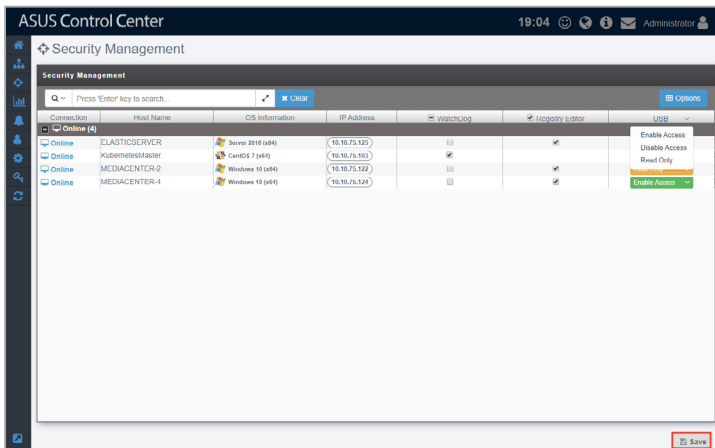 ASUS Control Center
19:04
Administrator
Security Management
Security Management
Press 'Enter' key to search...
Clear
Options
Connection Host Name OS Information IP Address WatchDog Registry Editor USB
Online (4)
Online ELASTICSERVER Server 2016 (x64) 10.10.75.125
Online KubernetesMaster CentOS 7 (x64) 10.10.75.103
Online MEDIACENTER-2 Windows 10 (x64) 10.10.75.122
Online MEDIACENTER-4 Windows 10 (x64) 10.10.75.124 Enable Access
Enable Access
Disable Access
Read Only
Save